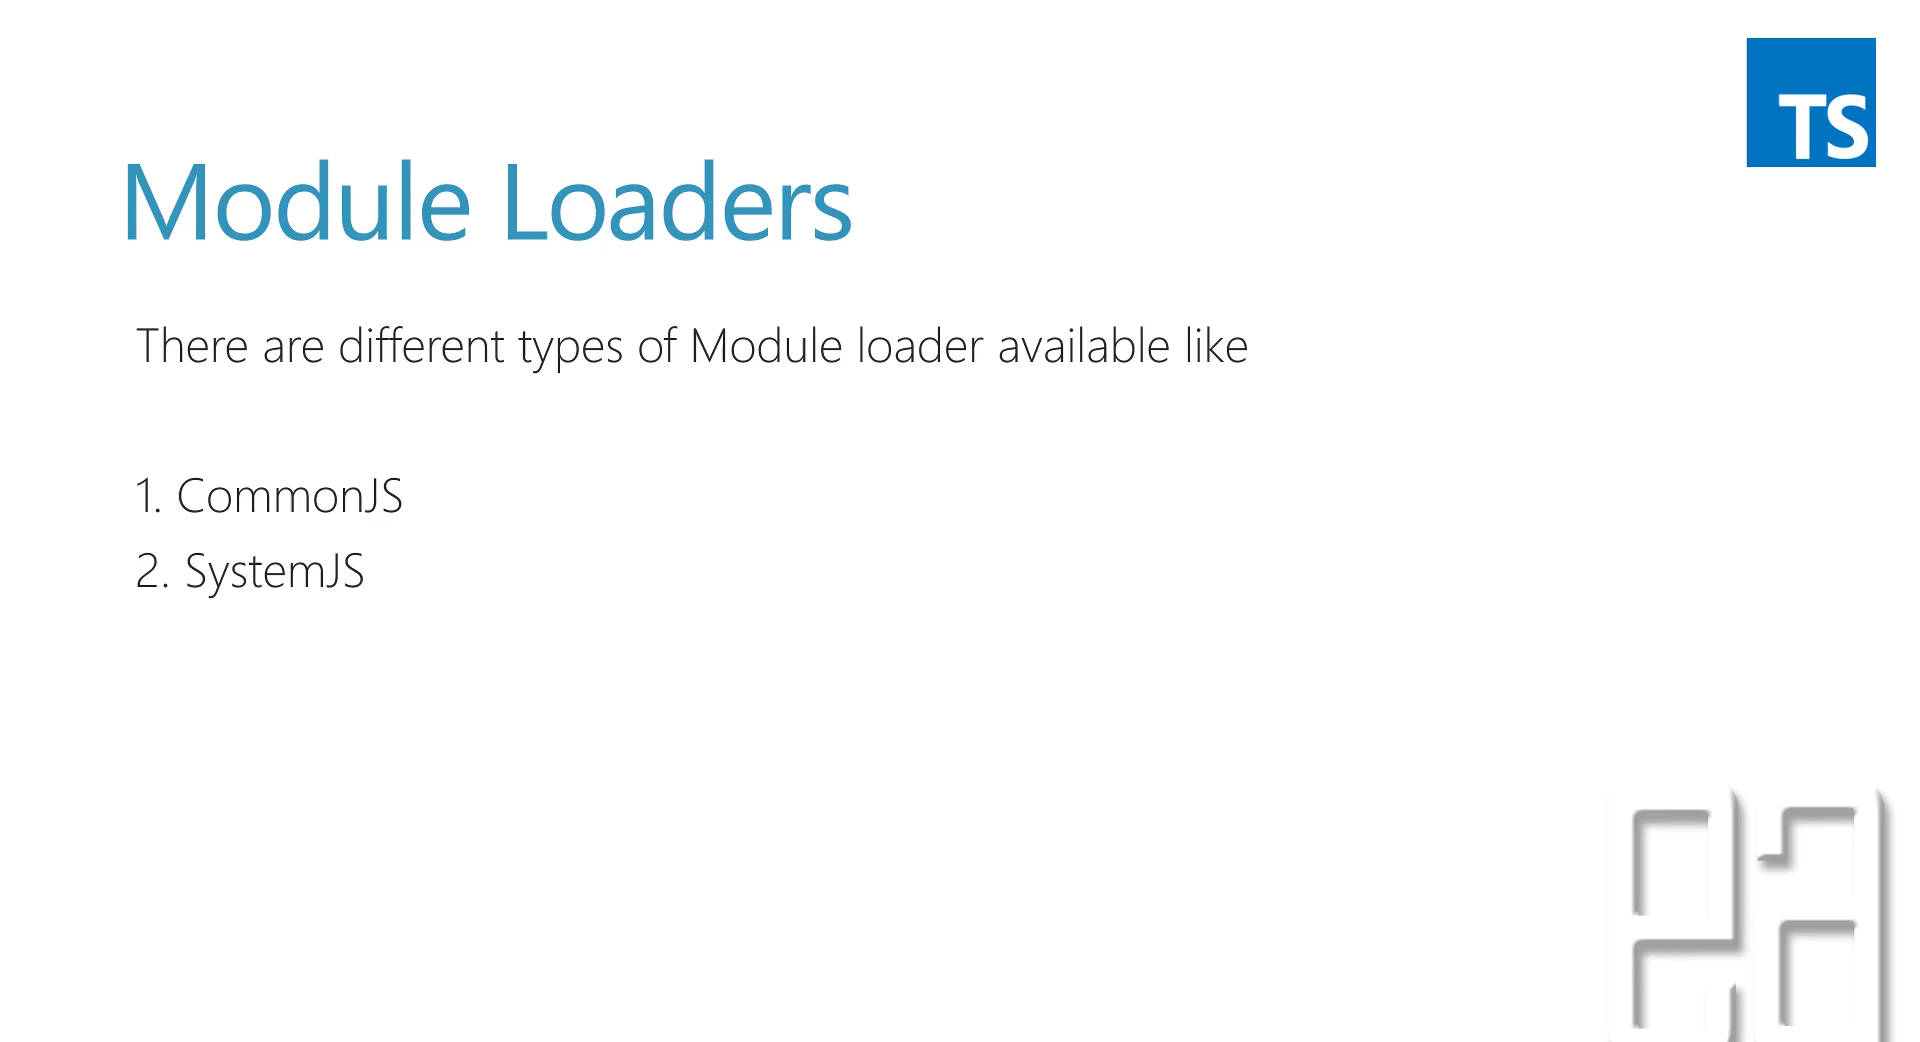 TS
Module Loaders
There are different types of Module loader available like
1. CommonJS
2. SystemJS